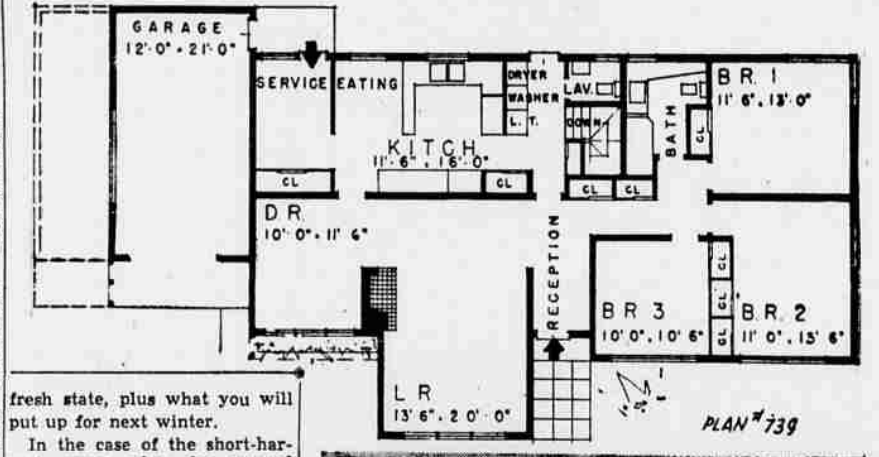 GARAGE
12'-0" . 21'-0"
SERVICE
EATING
DRYER
WASHER
L.T.
LAV.
DOWN
BATH
CL
B R. 1
11' 6" . 13' 0"
KITCH.
11'-6" . 16'-0"
CL
CL
CL
CL
D R.
10' 0" . 11' 6"
RECEPTION
B R 3
10' 0" . 10' 6"
CL
CL
CL
B R. 2
11' 0" . 13' 6"
L R
13' 6" . 20' 0"
PLAN # 739
fresh state, plus what you will
put up for next winter.
In the case of the short-har-